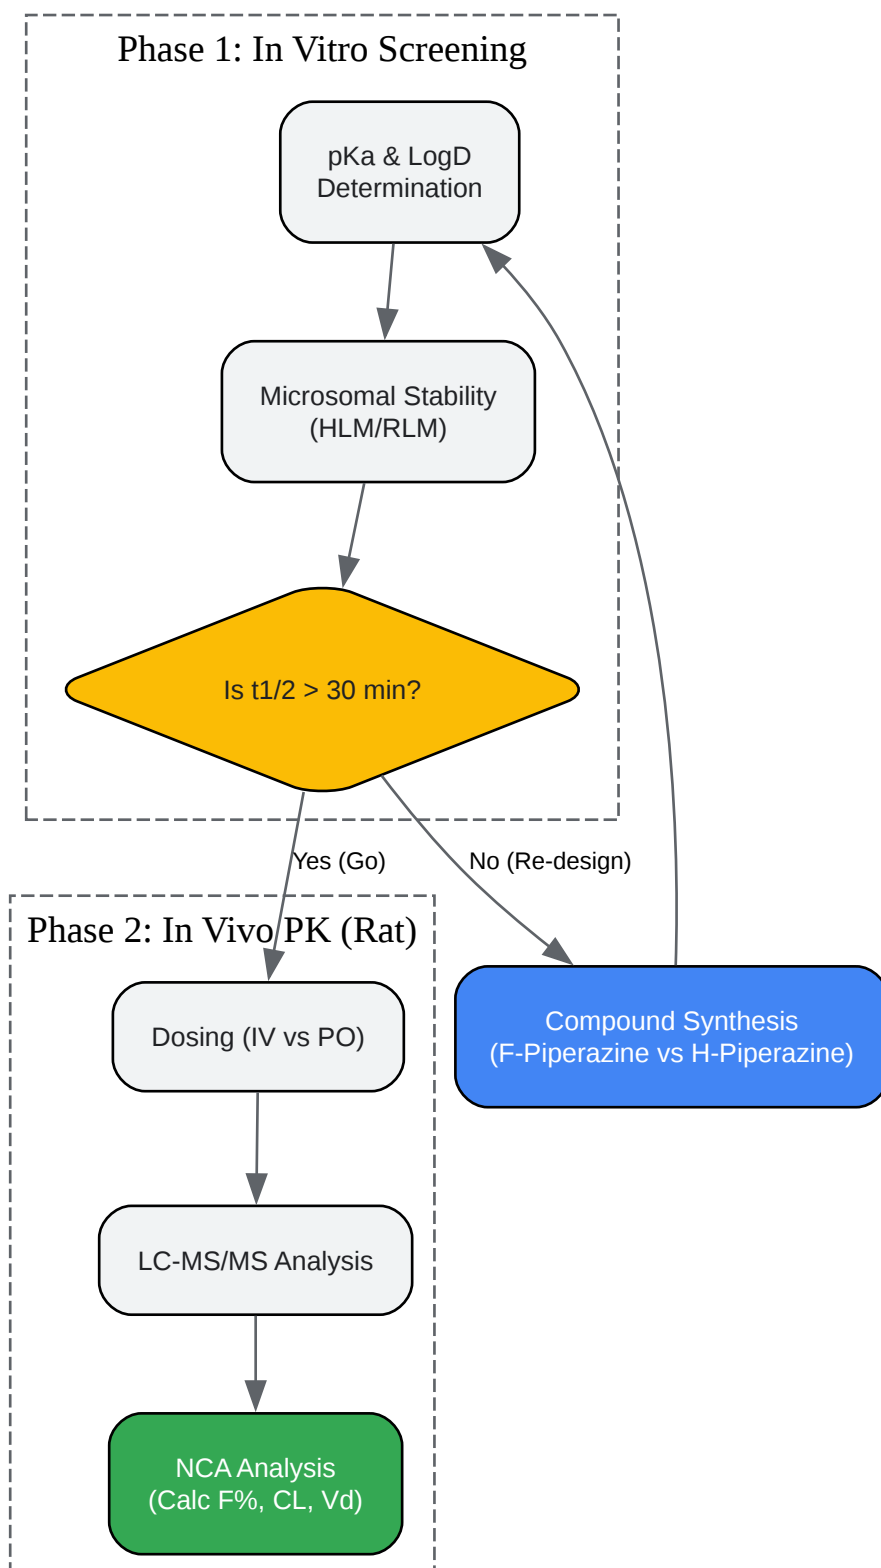 Phase 1: In Vitro Screening
pKa & LogD
Determination
Microsomal Stability
(HLM/RLM)
Is t1/2 > 30 min?
Yes (Go)
No (Re-design)
Phase 2: In Vivo PK (Rat)
Dosing (IV vs PO)
Compound Synthesis
(F-Piperazine vs H-Piperazine)
LC-MS/MS Analysis
NCA Analysis
(Calc F%, CL, Vd)